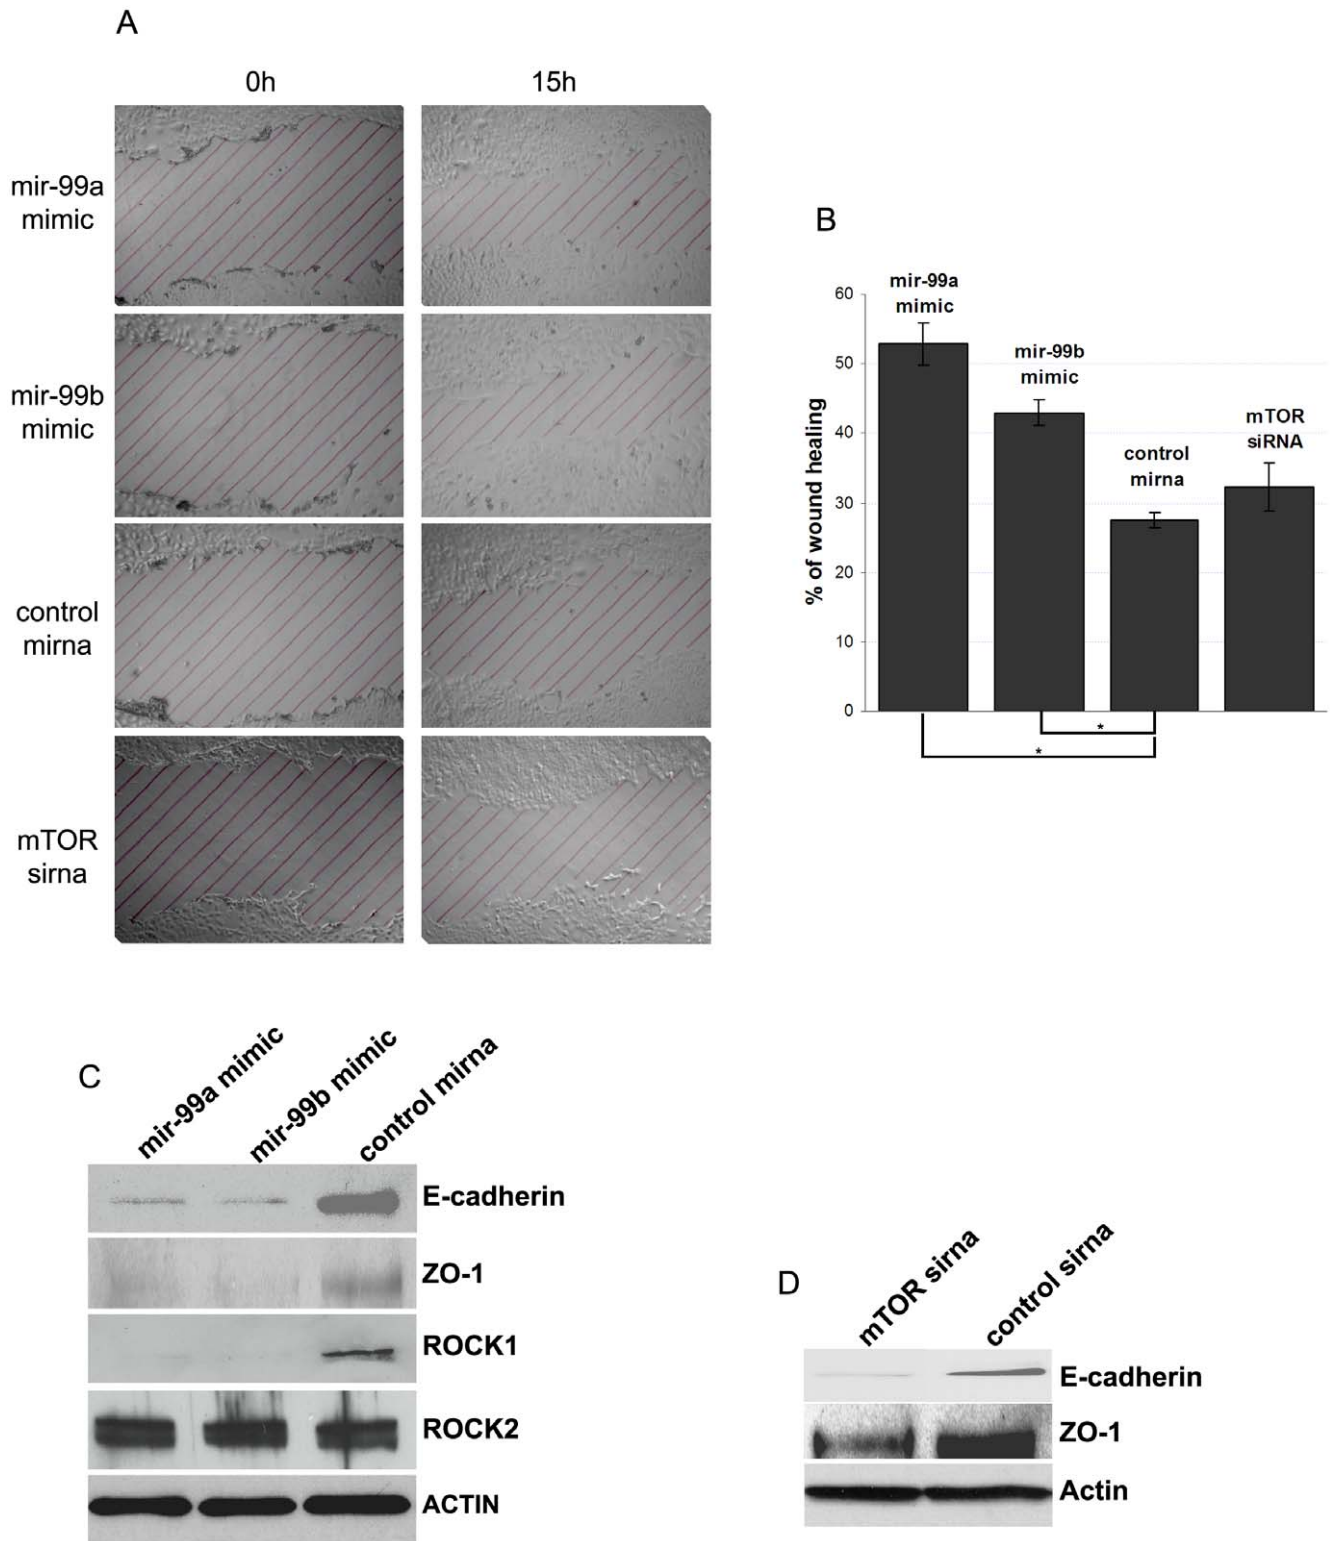 A
0h 15h
mir-99a
mimic
mir-99b
mimic
control
mirna
mTOR
sirna
B
% of wound healing
60
50
40
30
20
10
0
mir-99a
mimic
mir-99b
mimic
control
mirna
mTOR
siRNA
*
*
C
mir-99a mimic
mir-99b mimic
control mirna
E-cadherin
ZO-1
ROCK1
ROCK2
ACTIN
D
mTOR sirna
control sirna
E-cadherin
ZO-1
Actin